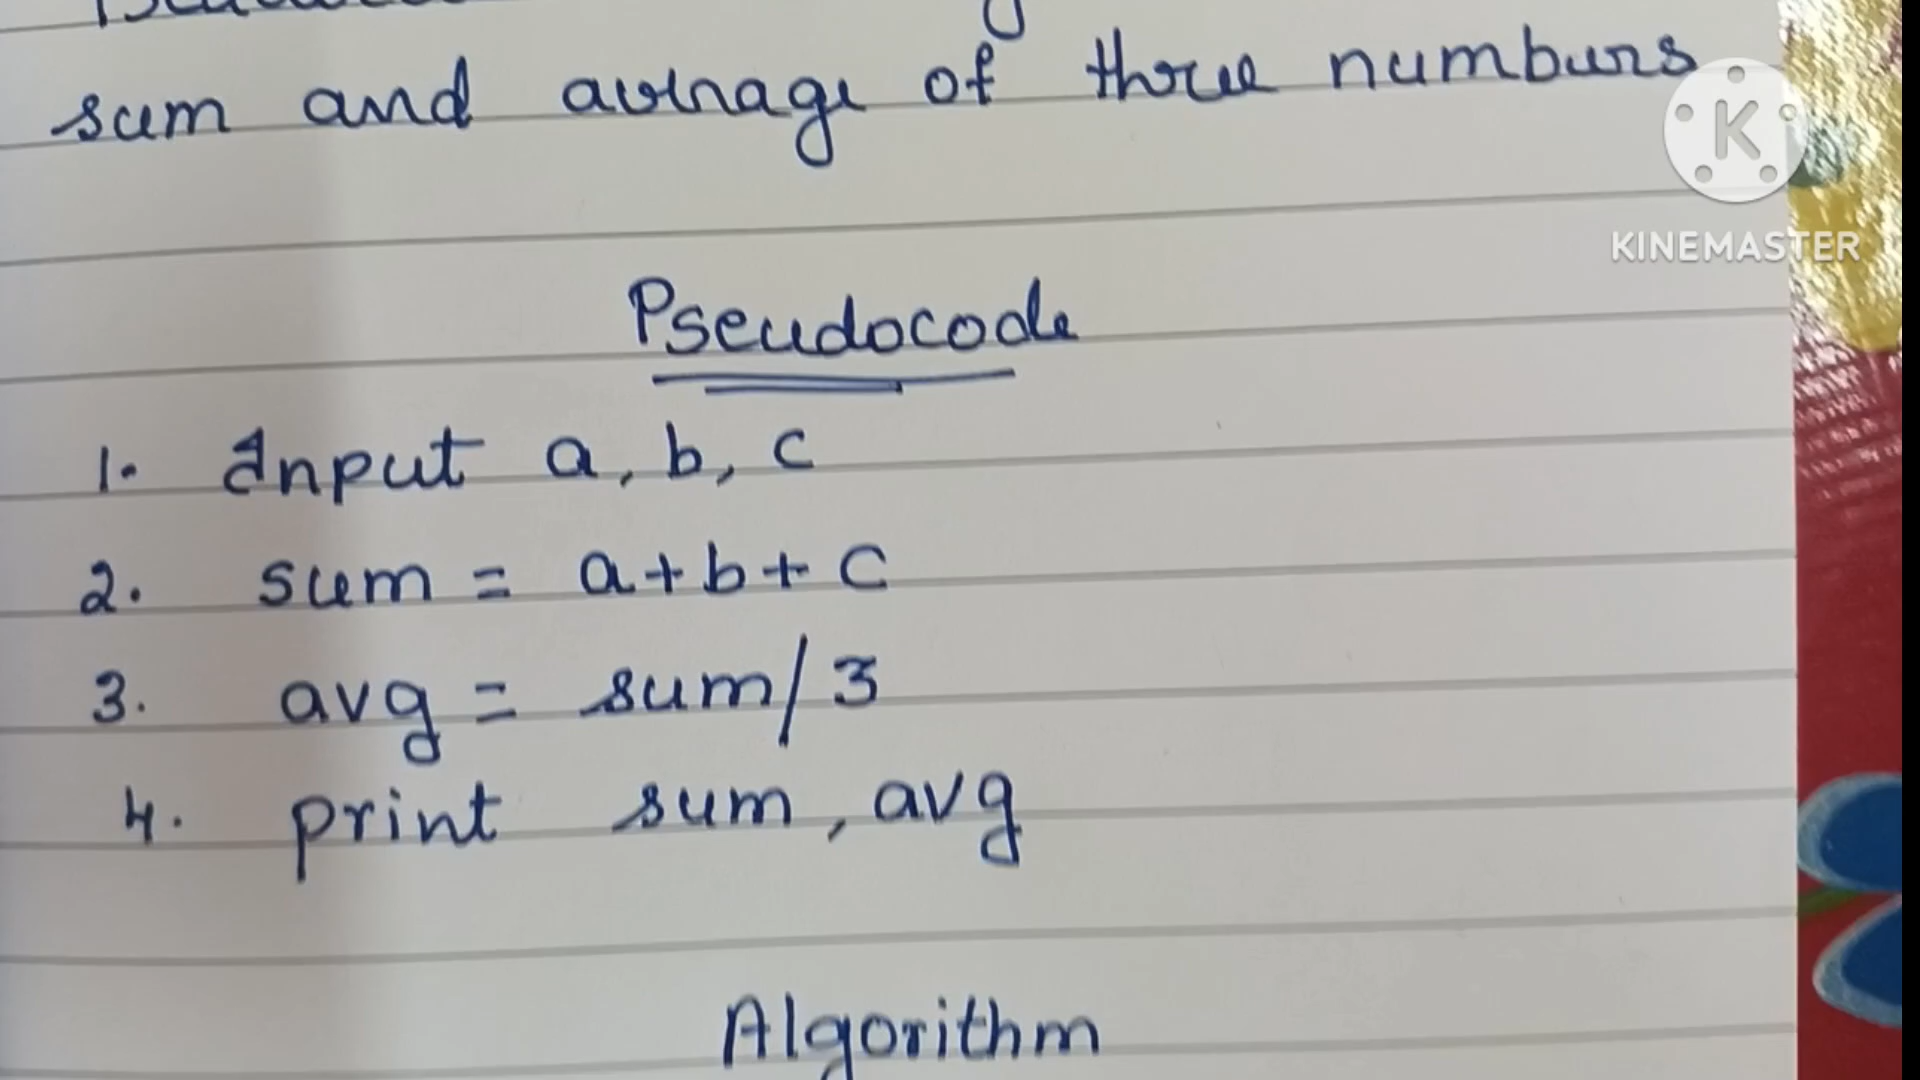 sum and average of three numbers
K
KINEMASTER
Pseudocode
1. Input a, b, c
2. sum = a+b+c
3. avg = sum/3
4. print sum, avg
Algorithm